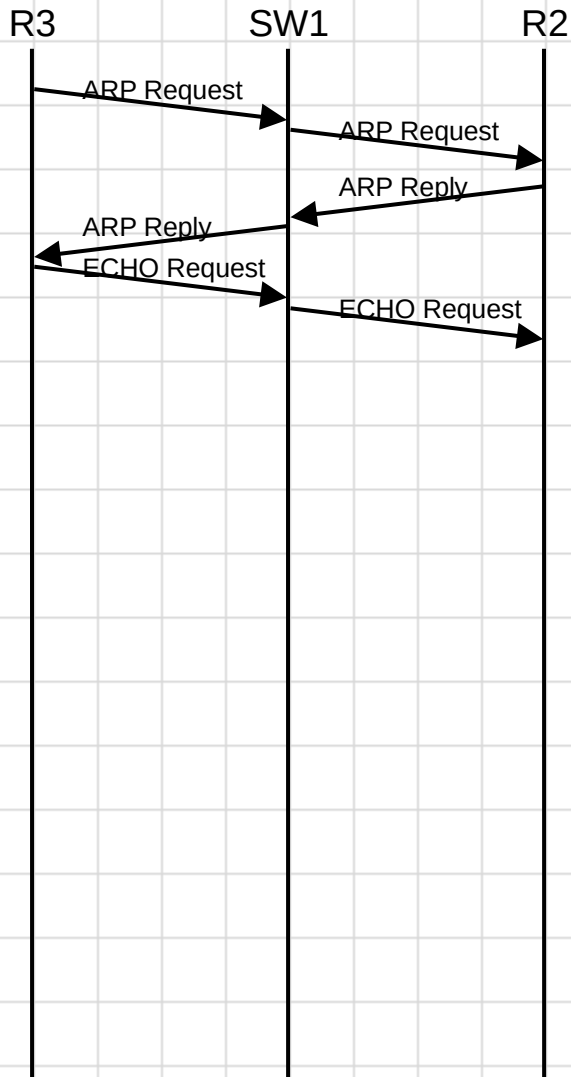 R3 SW1 R2
ARP Request
ARP Request
ARP Reply
ARP Reply
ECHO Request
ECHO Request